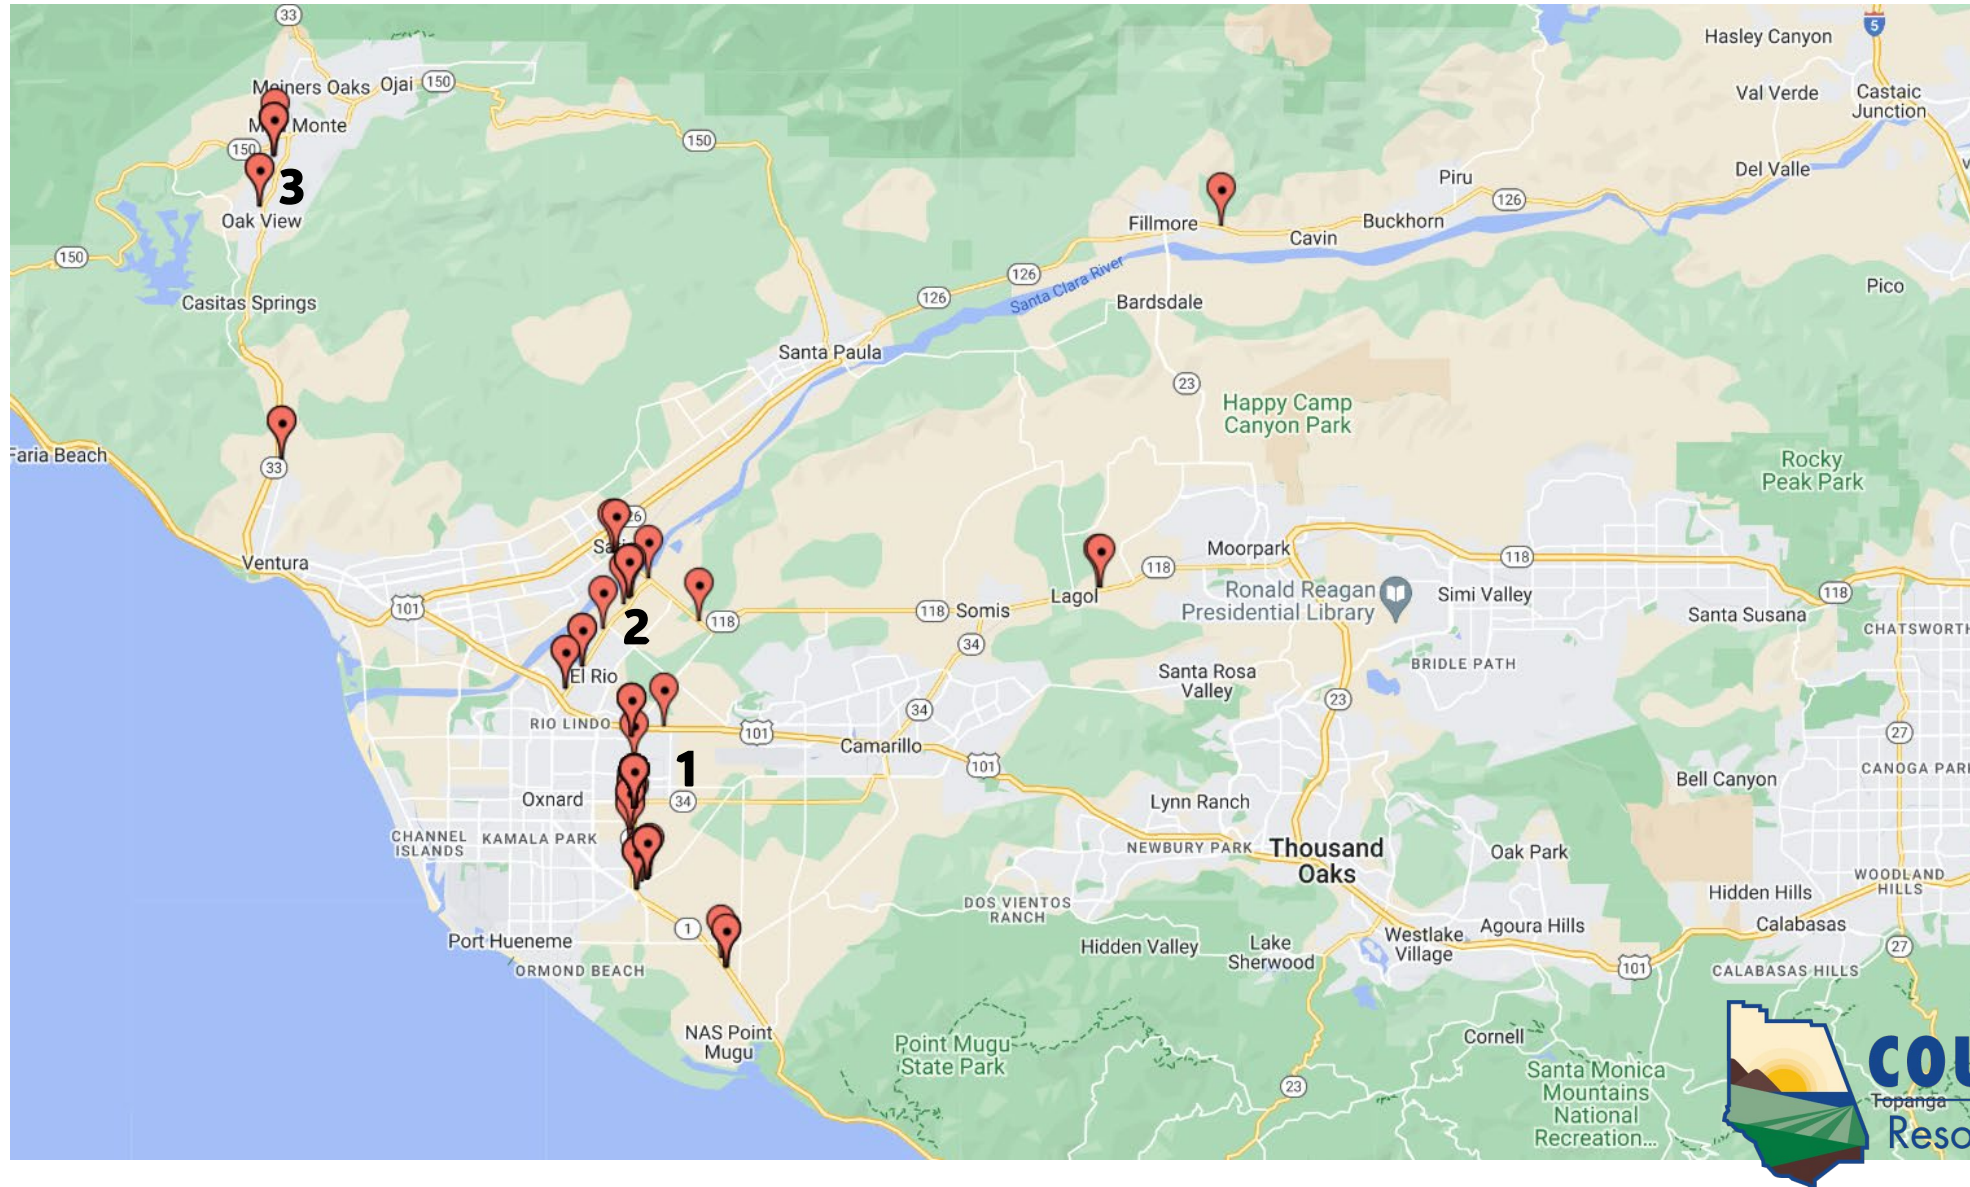 33
Hasley Canyon
5
Meiners Oaks
Ojai
150
Val Verde
Castaic
Junction
Monte
150
150
Piru
Del Valle
3
126
Oak View
Fillmore
Buckhorn
Cavin
150
126
Santa Clara River
Pico
Casitas Springs
126
Bardsdale
Santa Paula
23
Happy Camp
Canyon Park
Faria Beach
33
Rocky
Peak Park
26
Ventura
Moorpark
118
118
101
Lagol
Ronald Reagan
Presidential Library
Simi Valley
118
118
Somis
118
Santa Susana
2
34
CHATSWORTH
El Rio
Santa Rosa
Valley
BRIDLE PATH
23
34
RIO LINDO
101
27
Camarillo
101
1
CANOGA PARK
Bell Canyon
Oxnard
34
Lynn Ranch
CHANNEL
ISLANDS
KAMALA PARK
NEWBURY PARK
Thousand
Oaks
Oak Park
WOODLAND
HILLS
DOS VIENTOS
RANCH
Hidden Hills
1
Agoura Hills
Calabasas
Port Hueneme
Hidden Valley
Lake
Sherwood
Westlake
Village
27
ORMOND BEACH
101
CALABASAS HILLS
NAS Point
Mugu
Point Mugu
State Park
Cornell
COU
23
Santa Monica
Mountains
National
Recreation...
Topanga
Reso